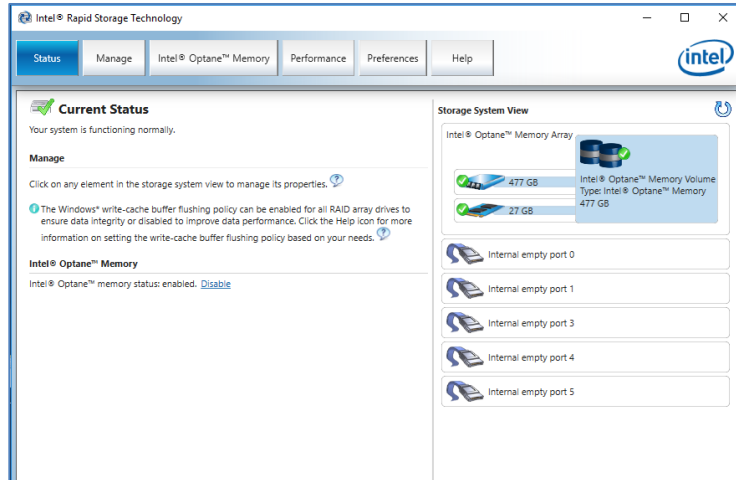 Intel® Rapid Storage Technology
Status
Manage
Intel® Optane™ Memory
Performance
Preferences
Help
intel
Current Status
Your system is functioning normally.
Manage
Click on any element in the storage system view to manage its properties.
The Windows* write-cache buffer flushing policy can be enabled for all RAID array drives to
ensure data integrity or disabled to improve data performance. Click the Help icon for more
information on setting the write-cache buffer flushing policy based on your needs.
Intel® Optane™ Memory
Intel® Optane™ memory status: enabled. Disable
Storage System View
Intel® Optane™ Memory Array
477 GB
27 GB
Intel® Optane™ Memory Volume
Type: Intel® Optane™ Memory
477 GB
Internal empty port 0
Internal empty port 1
Internal empty port 3
Internal empty port 4
Internal empty port 5